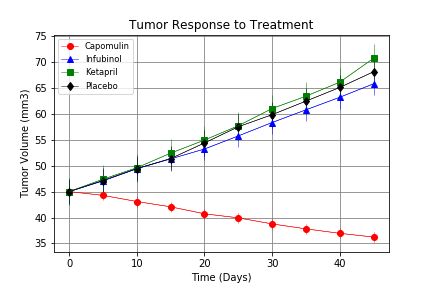 Tumor Response to Treatment
Tumor Volume (mm3)
75
70
65
60
55
50
45
40
35
Capomulin
Infubinol
Ketapril
Placebo
0
10
20
30
40
Time (Days)